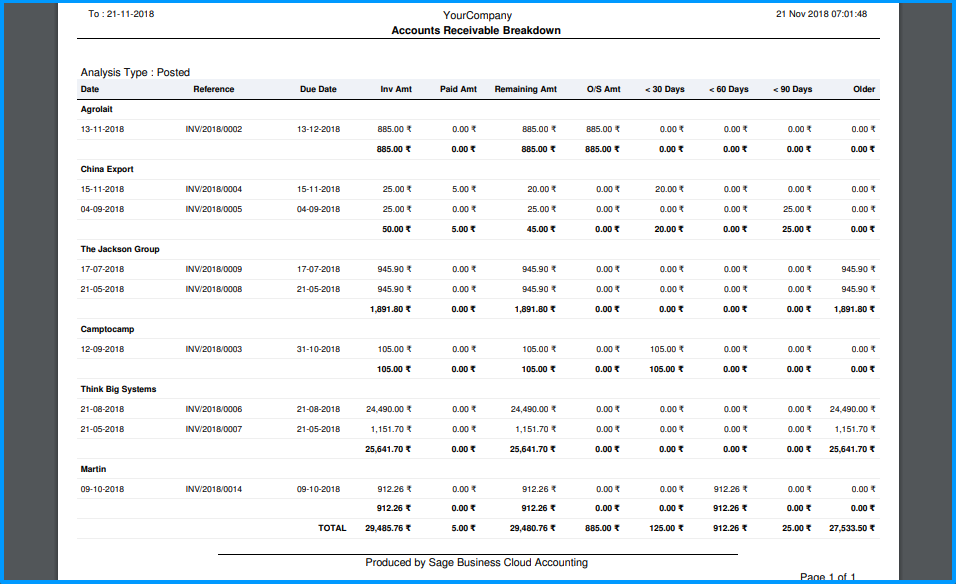 To : 21-11-2018 YourCompany 21 Nov 2018 07:01:48
Accounts Receivable Breakdown
Analysis Type : Posted
Date Reference Due Date Inv Amt Paid Amt Remaining Amt O/S Amt < 30 Days < 60 Days < 90 Days Older
Agrolait
13-11-2018 INV/2018/0002 13-12-2018 885.00 ₹ 0.00 ₹ 885.00 ₹ 885.00 ₹ 0.00 ₹ 0.00 ₹ 0.00 ₹ 0.00 ₹
885.00 ₹ 0.00 ₹ 885.00 ₹ 885.00 ₹ 0.00 ₹ 0.00 ₹ 0.00 ₹ 0.00 ₹
China Export
15-11-2018 INV/2018/0004 15-11-2018 25.00 ₹ 5.00 ₹ 20.00 ₹ 0.00 ₹ 20.00 ₹ 0.00 ₹ 0.00 ₹ 0.00 ₹
04-09-2018 INV/2018/0005 04-09-2018 25.00 ₹ 0.00 ₹ 25.00 ₹ 0.00 ₹ 0.00 ₹ 0.00 ₹ 25.00 ₹ 0.00 ₹
50.00 ₹ 5.00 ₹ 45.00 ₹ 0.00 ₹ 20.00 ₹ 0.00 ₹ 25.00 ₹ 0.00 ₹
The Jackson Group
17-07-2018 INV/2018/0009 17-07-2018 945.90 ₹ 0.00 ₹ 945.90 ₹ 0.00 ₹ 0.00 ₹ 0.00 ₹ 0.00 ₹ 945.90 ₹
21-05-2018 INV/2018/0008 21-05-2018 945.90 ₹ 0.00 ₹ 945.90 ₹ 0.00 ₹ 0.00 ₹ 0.00 ₹ 0.00 ₹ 945.90 ₹
1,891.80 ₹ 0.00 ₹ 1,891.80 ₹ 0.00 ₹ 0.00 ₹ 0.00 ₹ 0.00 ₹ 1,891.80 ₹
Camptocamp
12-09-2018 INV/2018/0003 31-10-2018 105.00 ₹ 0.00 ₹ 105.00 ₹ 0.00 ₹ 105.00 ₹ 0.00 ₹ 0.00 ₹ 0.00 ₹
105.00 ₹ 0.00 ₹ 105.00 ₹ 0.00 ₹ 105.00 ₹ 0.00 ₹ 0.00 ₹ 0.00 ₹
Think Big Systems
21-08-2018 INV/2018/0006 21-08-2018 24,490.00 ₹ 0.00 ₹ 24,490.00 ₹ 0.00 ₹ 0.00 ₹ 0.00 ₹ 0.00 ₹ 24,490.00 ₹
21-05-2018 INV/2018/0007 21-05-2018 1,151.70 ₹ 0.00 ₹ 1,151.70 ₹ 0.00 ₹ 0.00 ₹ 0.00 ₹ 0.00 ₹ 1,151.70 ₹
25,641.70 ₹ 0.00 ₹ 25,641.70 ₹ 0.00 ₹ 0.00 ₹ 0.00 ₹ 0.00 ₹ 25,641.70 ₹
Martin
09-10-2018 INV/2018/0014 09-10-2018 912.26 ₹ 0.00 ₹ 912.26 ₹ 0.00 ₹ 0.00 ₹ 912.26 ₹ 0.00 ₹ 0.00 ₹
912.26 ₹ 0.00 ₹ 912.26 ₹ 0.00 ₹ 0.00 ₹ 912.26 ₹ 0.00 ₹ 0.00 ₹
TOTAL 29,485.76 ₹ 5.00 ₹ 29,480.76 ₹ 885.00 ₹ 125.00 ₹ 912.26 ₹ 25.00 ₹ 27,533.50 ₹
Produced by Sage Business Cloud Accounting
Page 1 of 1